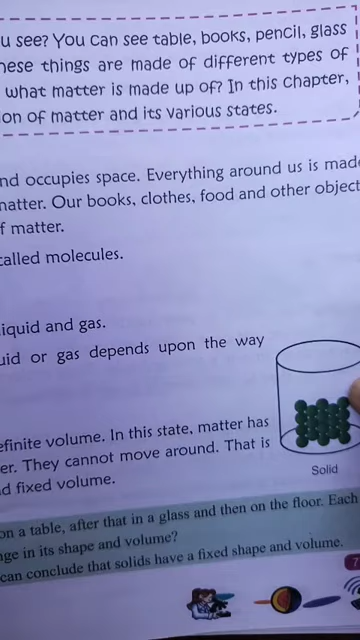 u see? You can see table, books, pencil, glass
hese things are made of different types of
what matter is made up of? In this chapter,
on of matter and its various states.
nd occupies space. Everything around us is made
matter. Our books, clothes, food and other object
f matter.
called molecules.
iquid and gas.
uid or gas depends upon the way
efinite volume. In this state, matter has
er. They cannot move around. That is
d fixed volume.
Solid
on a table, after that in a glass and then on the floor. Each
nge in its shape and volume?
can conclude that solids have a fixed shape and volume.
7